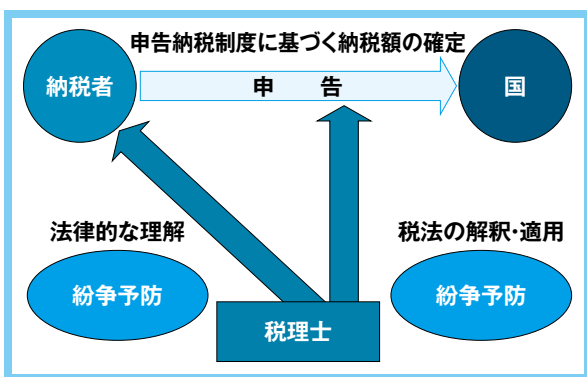 申告納税制度に基づく納税額の確定
納税者
申　告
国
法律的な理解
税法の解釈・適用
紛争予防
紛争予防
税理士